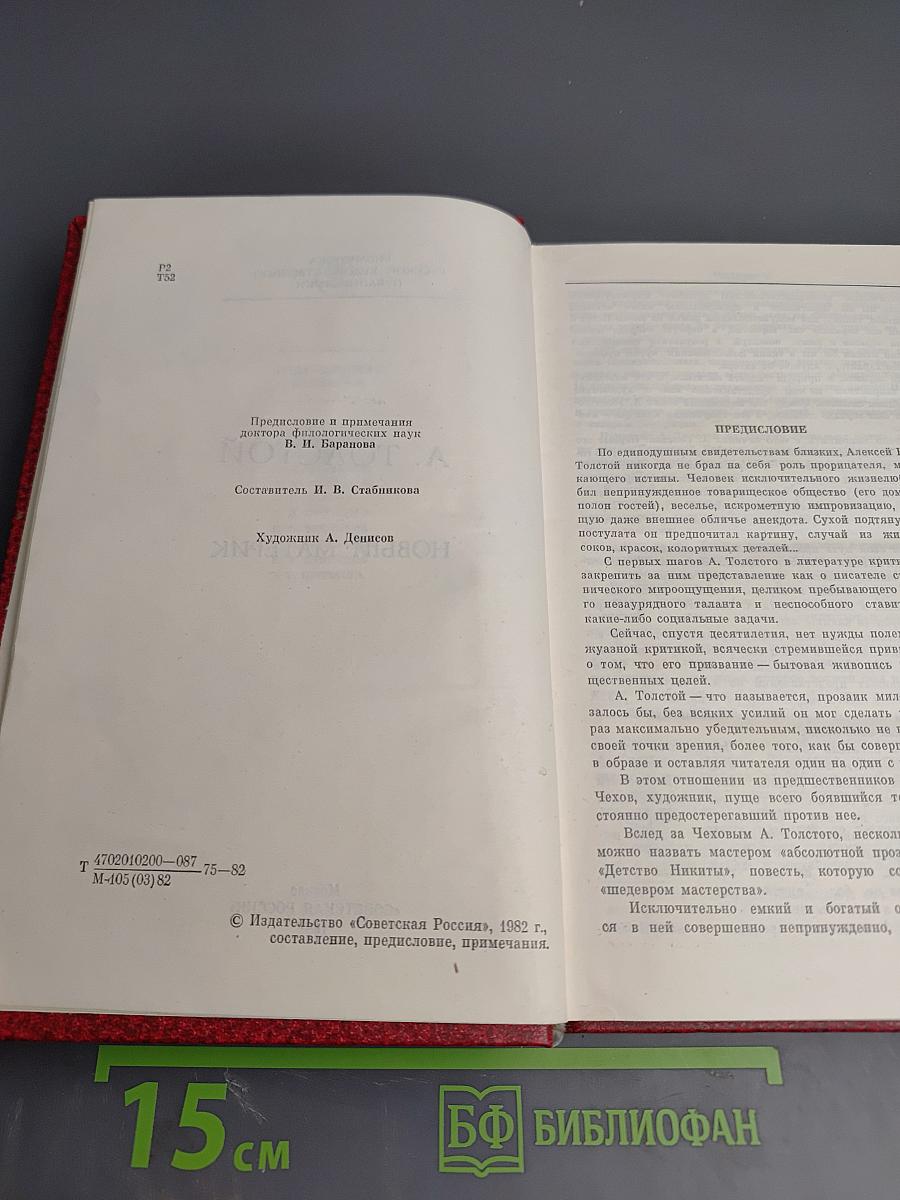 Р2
Т52
Предисловие и примечания
доктора филологических наук
В. И. Баранова
Составитель И. В. Стабникова
Художник А. Денисов
Т 4702010200—087 75—82
М-105(03)82
© Издательство «Советская Россия», 1982 г.,
составление, предисловие, примечания.
ПРЕДИСЛОВИЕ
По единодушным свидетельствам близких, Алексей
Толстой никогда не брал на себя роль прорицателя,
кающего истины. Человек исключительного
бил непринужденное товарищеское общество (его дом
полон гостей), веселье, искрометную импровизацию,
щую даже внешнее обличье анекдота. Сухой
постулата он предпочитал картину, случай из
соков, красок, колоритных деталей...
С первых шагов А. Толстого в литературе
закрепить за ним представление как о писателе
нического мироощущения, целиком пребывающего
го незаурядного таланта и неспособного
какие-либо социальные задачи.
Сейчас, спустя десятилетия, нет нужды
жуазной критикой, всячески стремившейся
о том, что его призвание — бытовая живопись
щественных целей.
А. Толстой — что называется, прозаик
залось бы, без всяких усилий он мог сделать
раз максимально убедительным, нисколько не
своей точки зрения, более того, как бы
в образе и оставляя читателя один на один с
В этом отношении из предшественников
Чехов, художник, пуще всего боявшийся
стоянно предостерегавший против нее.
Вслед за Чеховым А. Толстого,
можно назвать мастером «абсолютной
«Детство Никиты», повесть, которую
«шедевром мастерства».
Исключительно емкий и богатый
ся в ней совершенно непринужденно,
15 см
БФ БИБЛИОФАН